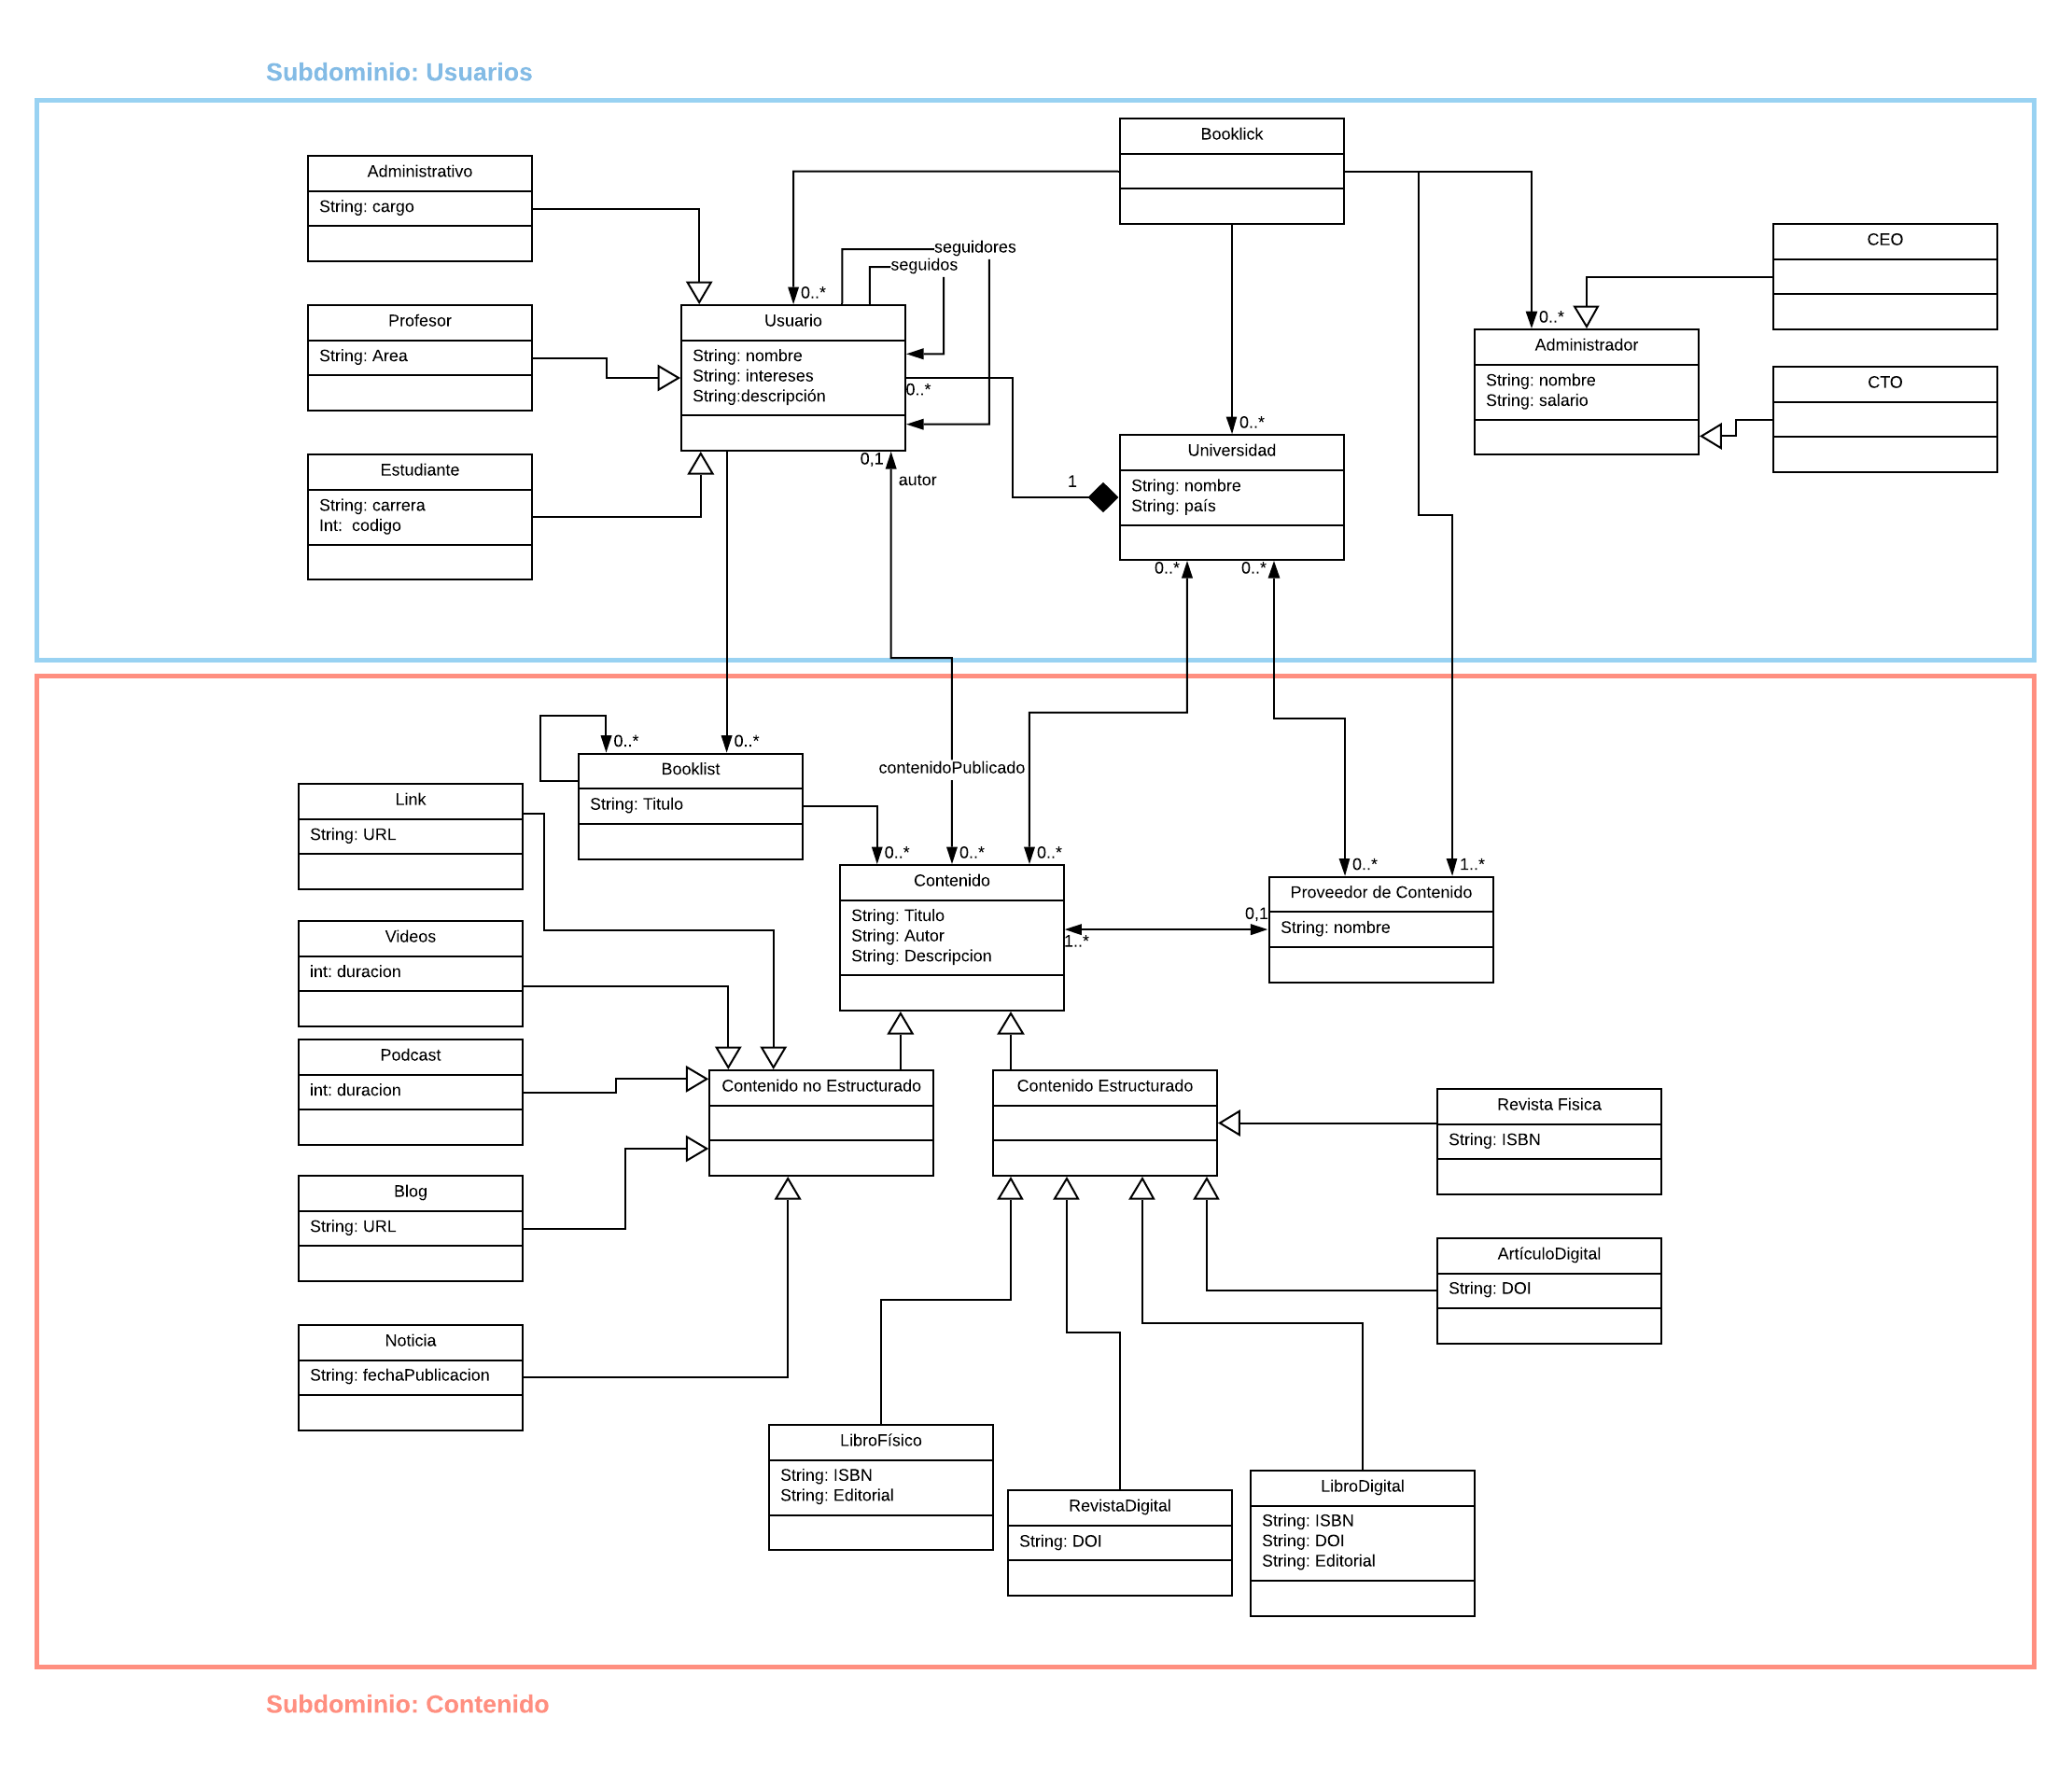 Subdominio: Usuarios
Booklick
Administrativo
String: cargo
CEO
seguidores
seguidos
0..*
Profesor
String: Area
Usuario
String: nombre
String: intereses
String:descripción
0..*
0..*
Administrador
String: nombre
String: salario
CTO
0..*
Universidad
String: nombre
String: país
1
0,1
autor
Estudiante
String: carrera
Int:  codigo
0..*
0..*
0..*
0..*
Booklist
String: Titulo
contenidoPublicado
Link
String: URL
0..*
0..*
0..*
0..*
1..*
Contenido
String: Titulo
String: Autor
String: Descripcion
Proveedor de Contenido
String: nombre
0,1
1..*
Videos
int: duracion
Podcast
int: duracion
Contenido no Estructurado
Contenido Estructurado
Revista Fisica
String: ISBN
Blog
String: URL
ArtículoDigital
String: DOI
Noticia
String: fechaPublicacion
LibroFísico
String: ISBN
String: Editorial
RevistaDigital
String: DOI
LibroDigital
String: ISBN
String: DOI
String: Editorial
Subdominio: Contenido